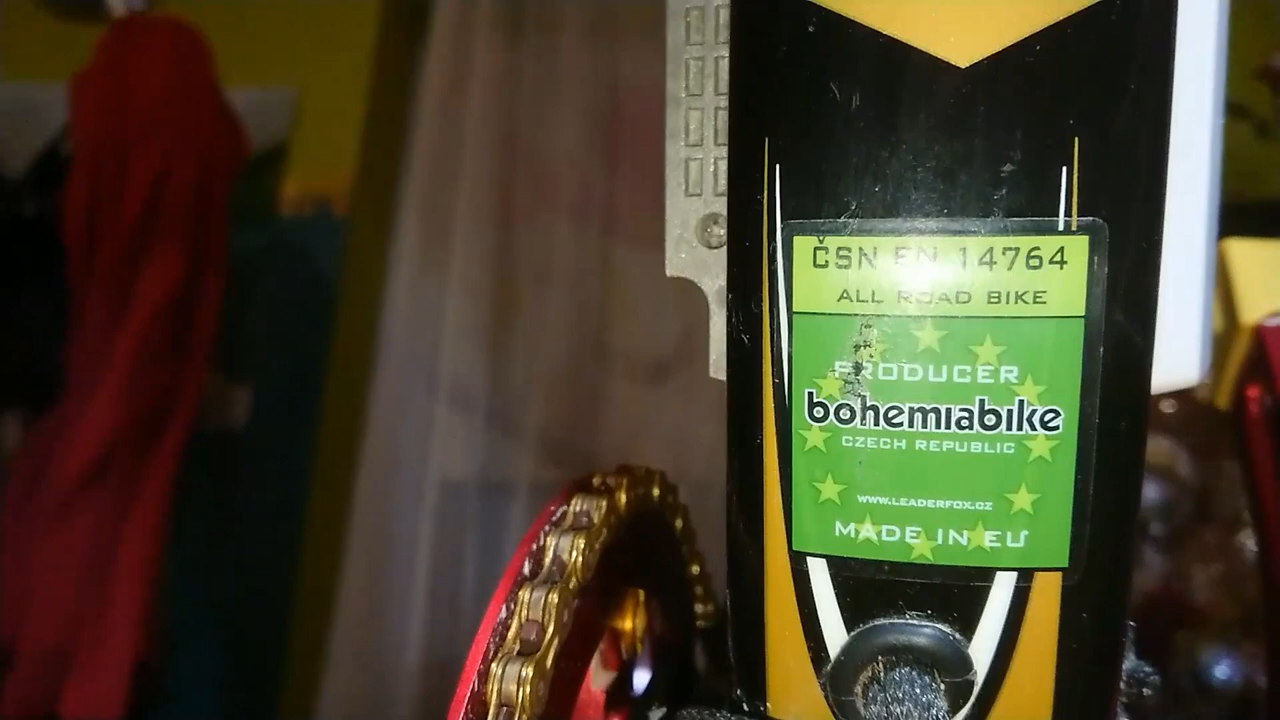 ČSN EN 14764
ALL ROAD BIKE
PRODUCER
bohemiabike
CZECH REPUBLIC
www.LEADERFOX.CZ
MADE IN EU